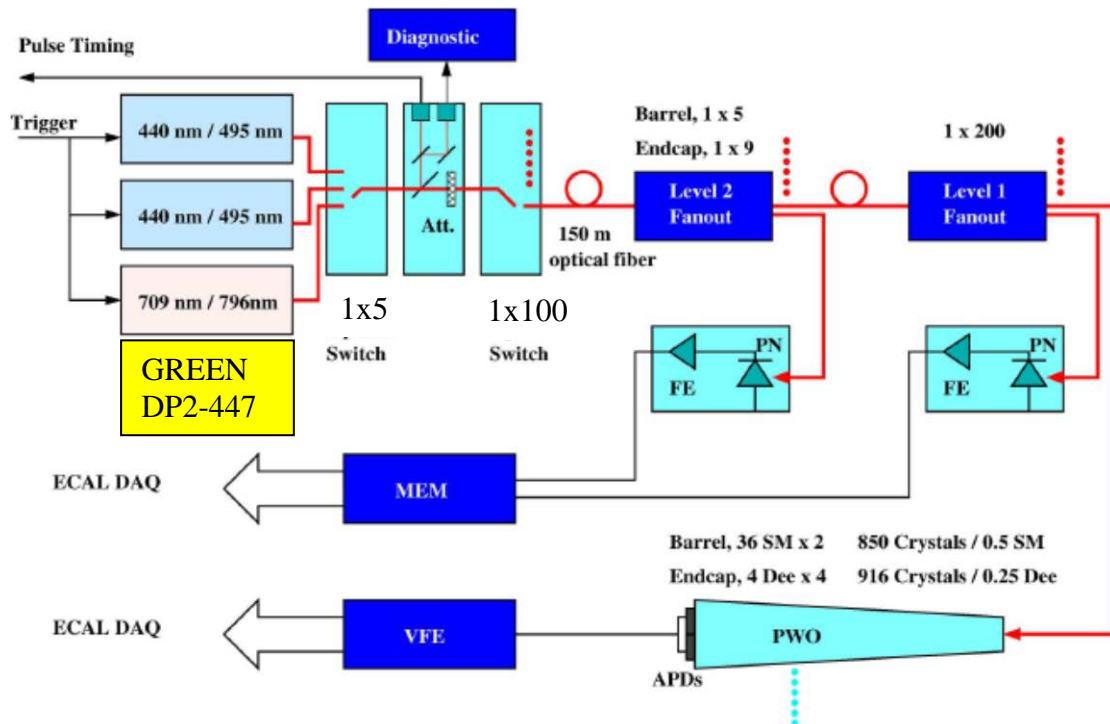 Diagnostic
Pulse Timing
Trigger
440 nm / 495 nm
440 nm / 495 nm
709 nm / 796nm
GREEN
DP2-447
1x5
Switch
Att.
1x100
Switch
150 m
optical fiber
Barrel, 1 x 5
Endcap, 1 x 9
Level 2
Fanout
1 x 200
Level 1
Fanout
FE
PN
FE
PN
ECAL DAQ
MEM
Barrel, 36 SM x 2 850 Crystals / 0.5 SM
Endcap, 4 Dee x 4 916 Crystals / 0.25 Dee
ECAL DAQ
VFE
APDs
PWO